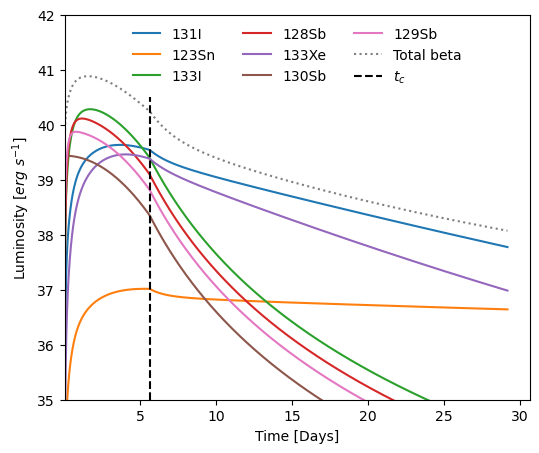 42
41
40
39
38
37
36
35
Luminosity [erg s⁻¹]
131I
123Sn
133I
128Sb
133Xe
130Sb
129Sb
Total beta
t_c
5
10
15
20
25
30
Time [Days]